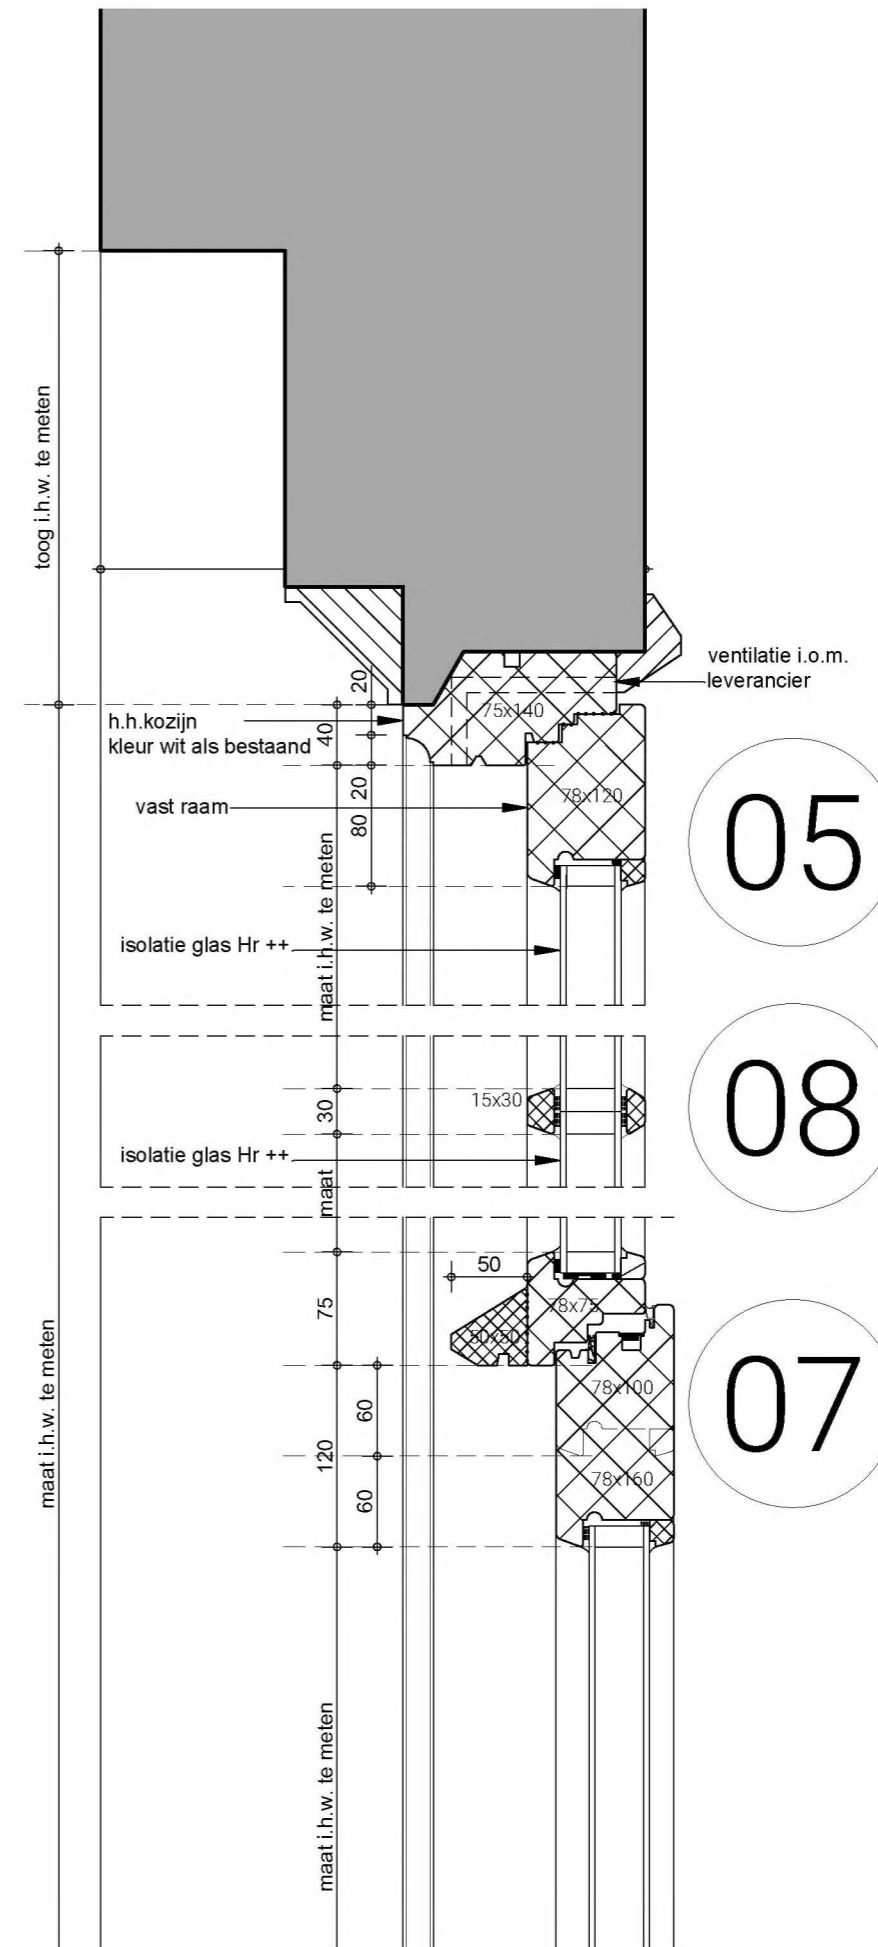 toog i.h.w. te meten
ventilatie i.o.m.
leverancier
20
h.h.kozijn
kleur wit als bestaand
40
75x140
20
78x120
vast raam
80
05
maat i.h.w. te meten
isolatie glas Hr ++
15x30
30
08
isolatie glas Hr ++
maat
50
75
78x75
50x50
maat i.h.w. te meten
60
78x100
07
120
78x160
60
maat i.h.w. te meten